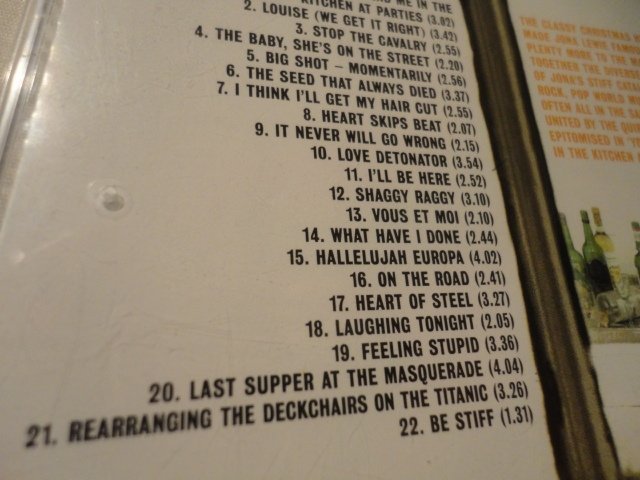 ME IN THE
KITCHEN AT PARTIES (3.02)
2. LOUISE (WE GET IT RIGHT) (3.42)
3. STOP THE CAVALRY (2.55)
4. THE BABY, SHE'S ON THE STREET (2.20)
5. BIG SHOT – MOMENTARILY (2.56)
6. THE SEED THAT ALWAYS DIED (3.37)
7. I THINK I'LL GET MY HAIR CUT (2.55)
8. HEART SKIPS BEAT (2.07)
9. IT NEVER WILL GO WRONG (2.15)
10. LOVE DETONATOR (3.54)
11. I'LL BE HERE (2.52)
12. SHAGGY RAGGY (3.10)
13. VOUS ET MOI (2.10)
14. WHAT HAVE I DONE (2.44)
15. HALLELUJAH EUROPA (4.02)
16. ON THE ROAD (2.41)
17. HEART OF STEEL (3.27)
18. LAUGHING TONIGHT (2.05)
19. FEELING STUPID (3.36)
20. LAST SUPPER AT THE MASQUERADE (4.04)
21. REARRANGING THE DECKCHAIRS ON THE TITANIC (3.26)
22. BE STIFF (1.31)
THE CLASSY CHRISTMAS
MADE JONA LEWIE FAMOU
PLENTY MORE TO THE
TOGETHER THE DIVERSE
OF JONA'S STIFF CATA
ROCK, POP WORLD
OFTEN ALL IN THE
UNITED BY THE
EPITOMISED IN 'YO
IN THE KITCHEN